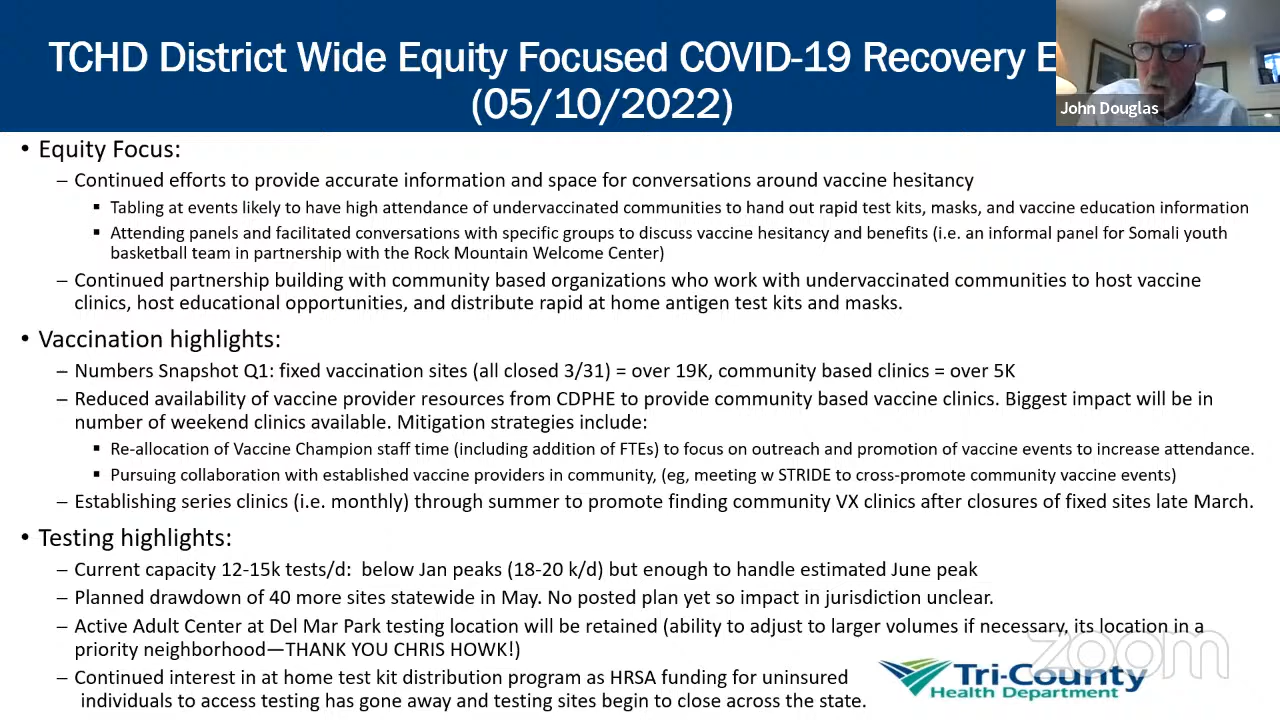 TCHD District Wide Equity Focused COVID-19 Recovery E
(05/10/2022)
John Douglas
• Equity Focus:
– Continued efforts to provide accurate information and space for conversations around vaccine hesitancy
▪ Tabling at events likely to have high attendance of undervaccinated communities to hand out rapid test kits, masks, and vaccine education information
▪ Attending panels and facilitated conversations with specific groups to discuss vaccine hesitancy and benefits (i.e. an informal panel for Somali youth
basketball team in partnership with the Rock Mountain Welcome Center)
– Continued partnership building with community based organizations who work with undervaccinated communities to host vaccine
clinics, host educational opportunities, and distribute rapid at home antigen test kits and masks.
• Vaccination highlights:
– Numbers Snapshot Q1: fixed vaccination sites (all closed 3/31) = over 19K, community based clinics = over 5K
– Reduced availability of vaccine provider resources from CDPHE to provide community based vaccine clinics. Biggest impact will be in
number of weekend clinics available. Mitigation strategies include:
▪ Re-allocation of Vaccine Champion staff time (including addition of FTEs) to focus on outreach and promotion of vaccine events to increase attendance.
▪ Pursuing collaboration with established vaccine providers in community, (eg, meeting w STRIDE to cross-promote community vaccine events)
– Establishing series clinics (i.e. monthly) through summer to promote finding community VX clinics after closures of fixed sites late March.
• Testing highlights:
– Current capacity 12-15k tests/d: below Jan peaks (18-20 k/d) but enough to handle estimated June peak
– Planned drawdown of 40 more sites statewide in May. No posted plan yet so impact in jurisdiction unclear.
– Active Adult Center at Del Mar Park testing location will be retained (ability to adjust to larger volumes if necessary, its location in a
priority neighborhood—THANK YOU CHRIS HOWK!)
– Continued interest in at home test kit distribution program as HRSA funding for uninsured
individuals to access testing has gone away and testing sites begin to close across the state.
zoom
Tri-County
Health Department